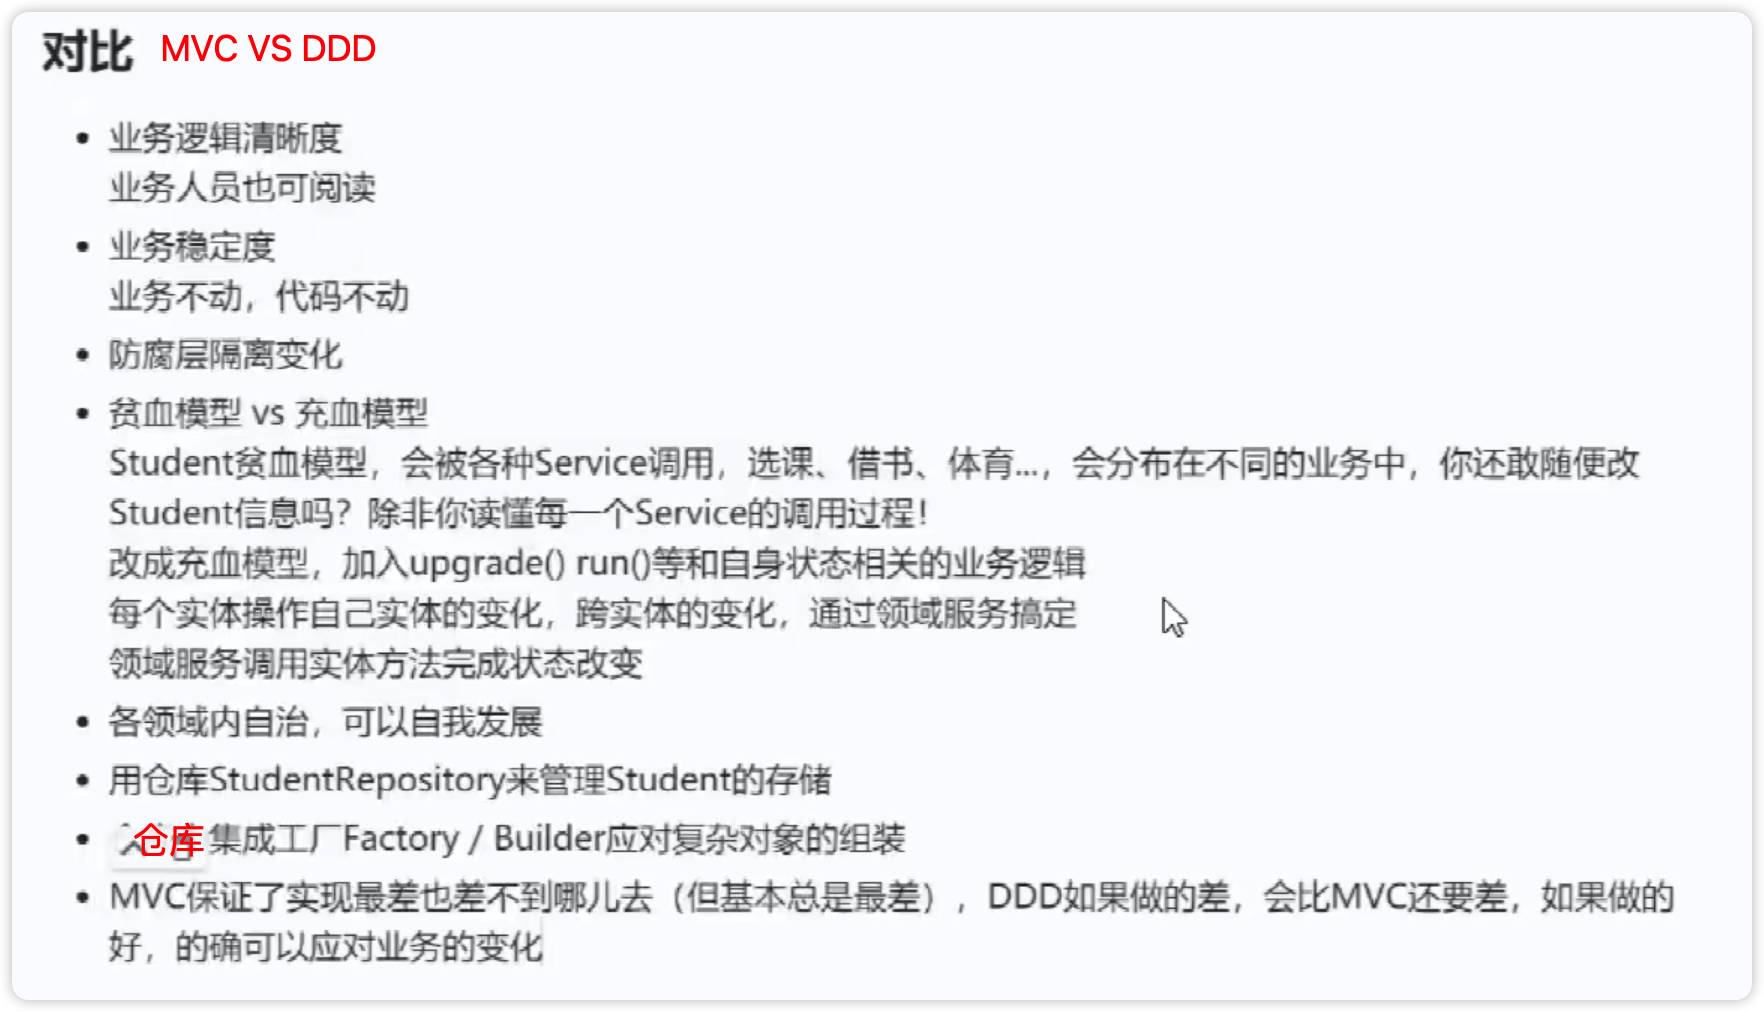 对比 MVC VS DDD
业务逻辑清晰度
业务人员也可阅读
业务稳定度
业务不动，代码不动
防腐层隔离变化
贫血模型 vs 充血模型
Student贫血模型，会被各种Service调用，选课、借书、体育...，会分布在不同的业务中，你还敢随便改
Student信息吗？除非你读懂每一个Service的调用过程！
改成充血模型，加入upgrade() run()等和自身状态相关的业务逻辑
每个实体操作自己实体的变化，跨实体的变化，通过领域服务搞定
领域服务调用实体方法完成状态改变
各领域内自治，可以自我发展
用仓库StudentRepository来管理Student的存储
仓库 集成工厂Factory / Builder应对复杂对象的组装
MVC保证了实现最差也差不到哪儿去（但基本总是最差），DDD如果做的差，会比MVC还要差，如果做的
好，的确可以应对业务的变化